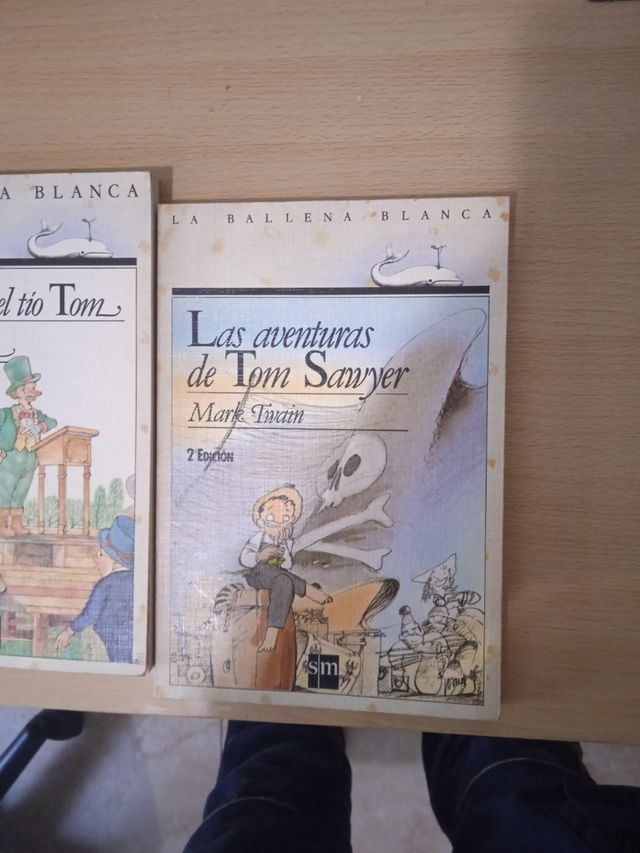 A BLANCA
el tío Tom
LA BALLENA BLANCA
Las aventuras
de Tom Sawyer
Mark Twain
2 EDICIÓN
sm